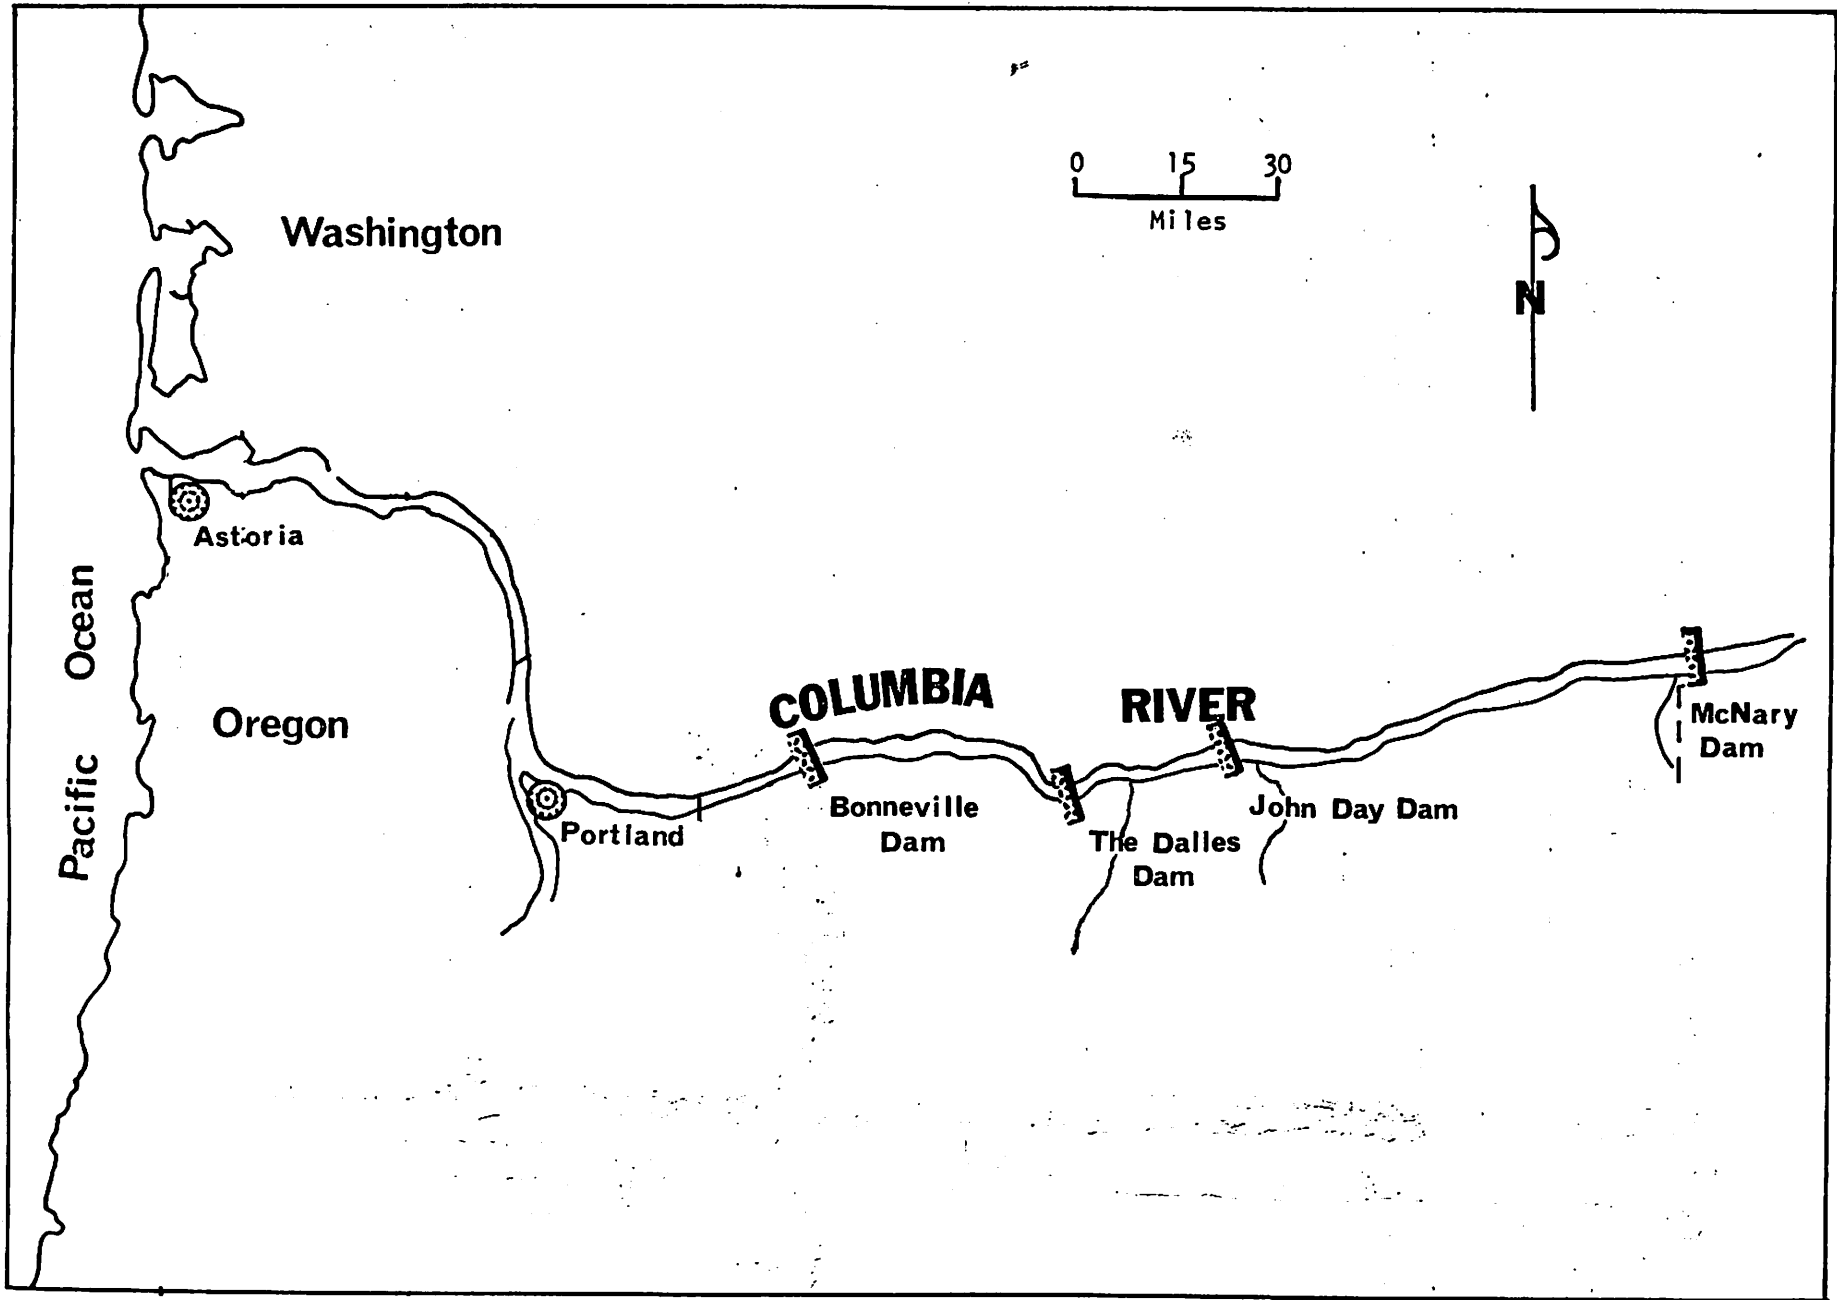 0 15 30
Miles
N
Washington
Astoria
Pacific Ocean
Oregon
COLUMBIA RIVER
Portland
Bonneville
Dam
The Dalles
Dam
John Day Dam
McNary
Dam